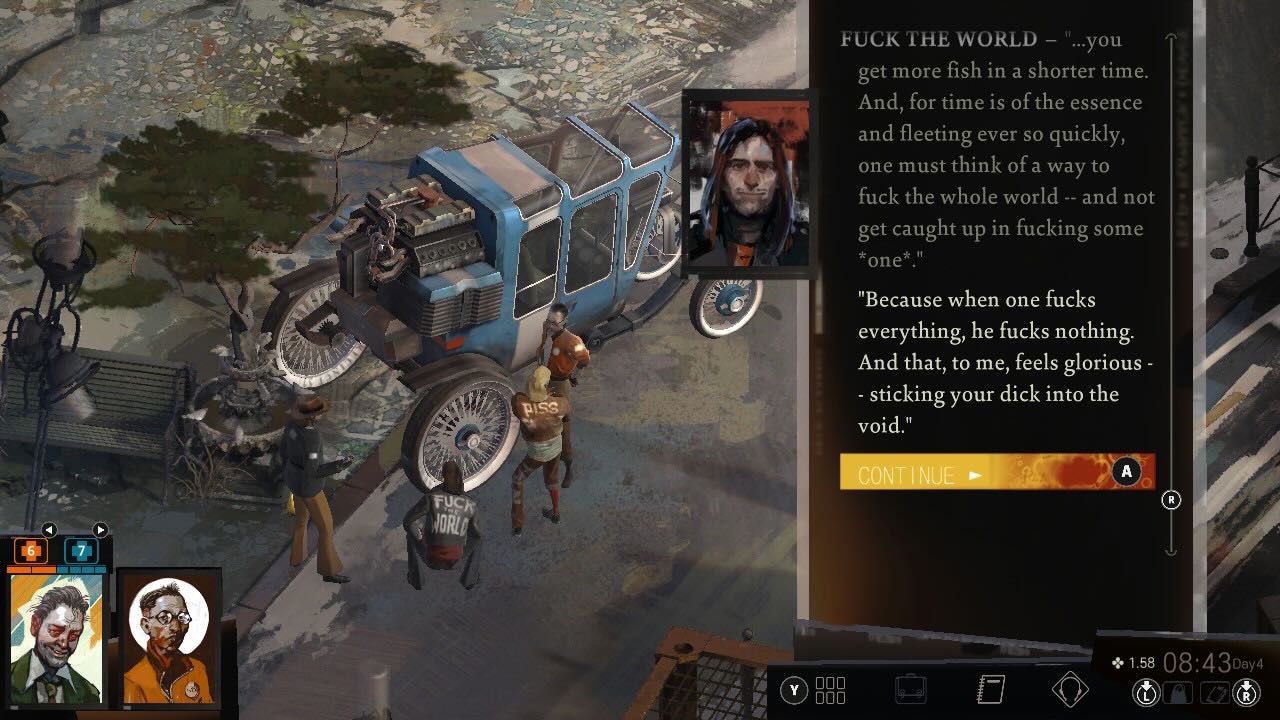 FUCK THE WORLD – "...you
get more fish in a shorter time.
And, for time is of the essence
and fleeting ever so quickly,
one must think of a way to
fuck the whole world -- and not
get caught up in fucking some
*one*."
"Because when one fucks
everything, he fucks nothing.
And that, to me, feels glorious -
- sticking your dick into the
void."
CONTINUE
A
R
PISS
FUCK
THE
WORLD
6
7
Y
1.58
08:43
Day4
L
R